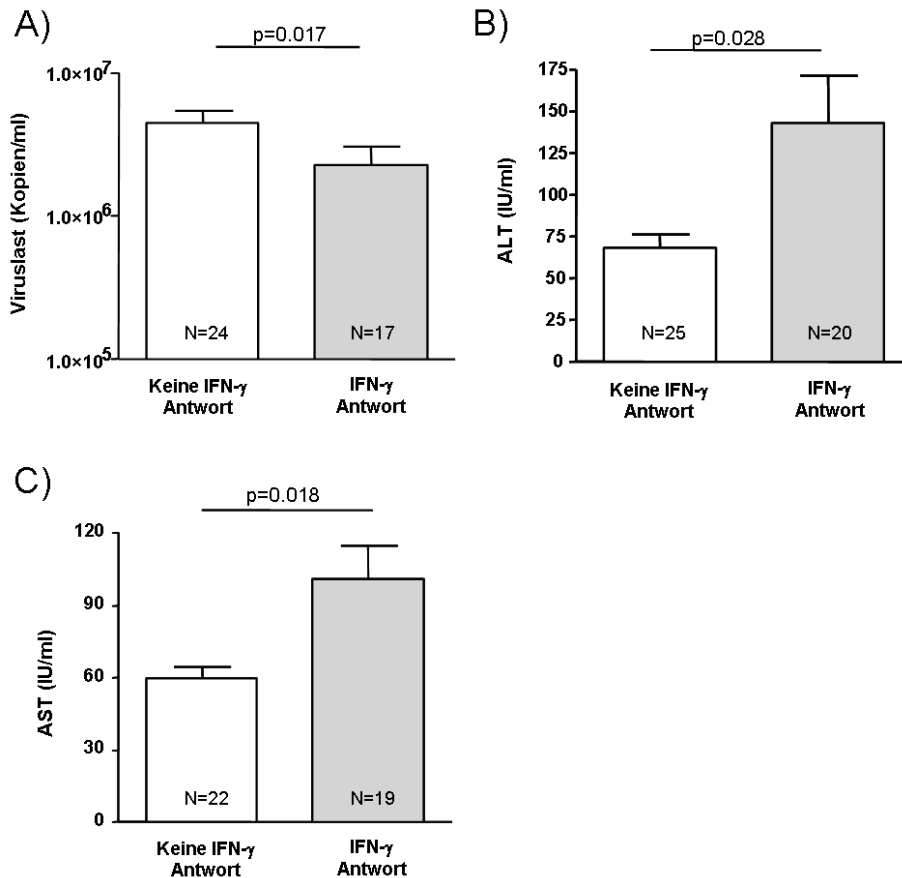 A)
p=0.017
Viruslast (Kopien/ml)
1.0×10⁷
1.0×10⁶
1.0×10⁵
N=24
N=17
Keine IFN-γ
Antwort
IFN-γ
Antwort
B)
p=0.028
ALT (IU/ml)
175
150
125
100
75
50
25
0
N=25
N=20
Keine IFN-γ
Antwort
IFN-γ
Antwort
C)
p=0.018
AST (IU/ml)
120
90
60
30
0
N=22
N=19
Keine IFN-γ
Antwort
IFN-γ
Antwort